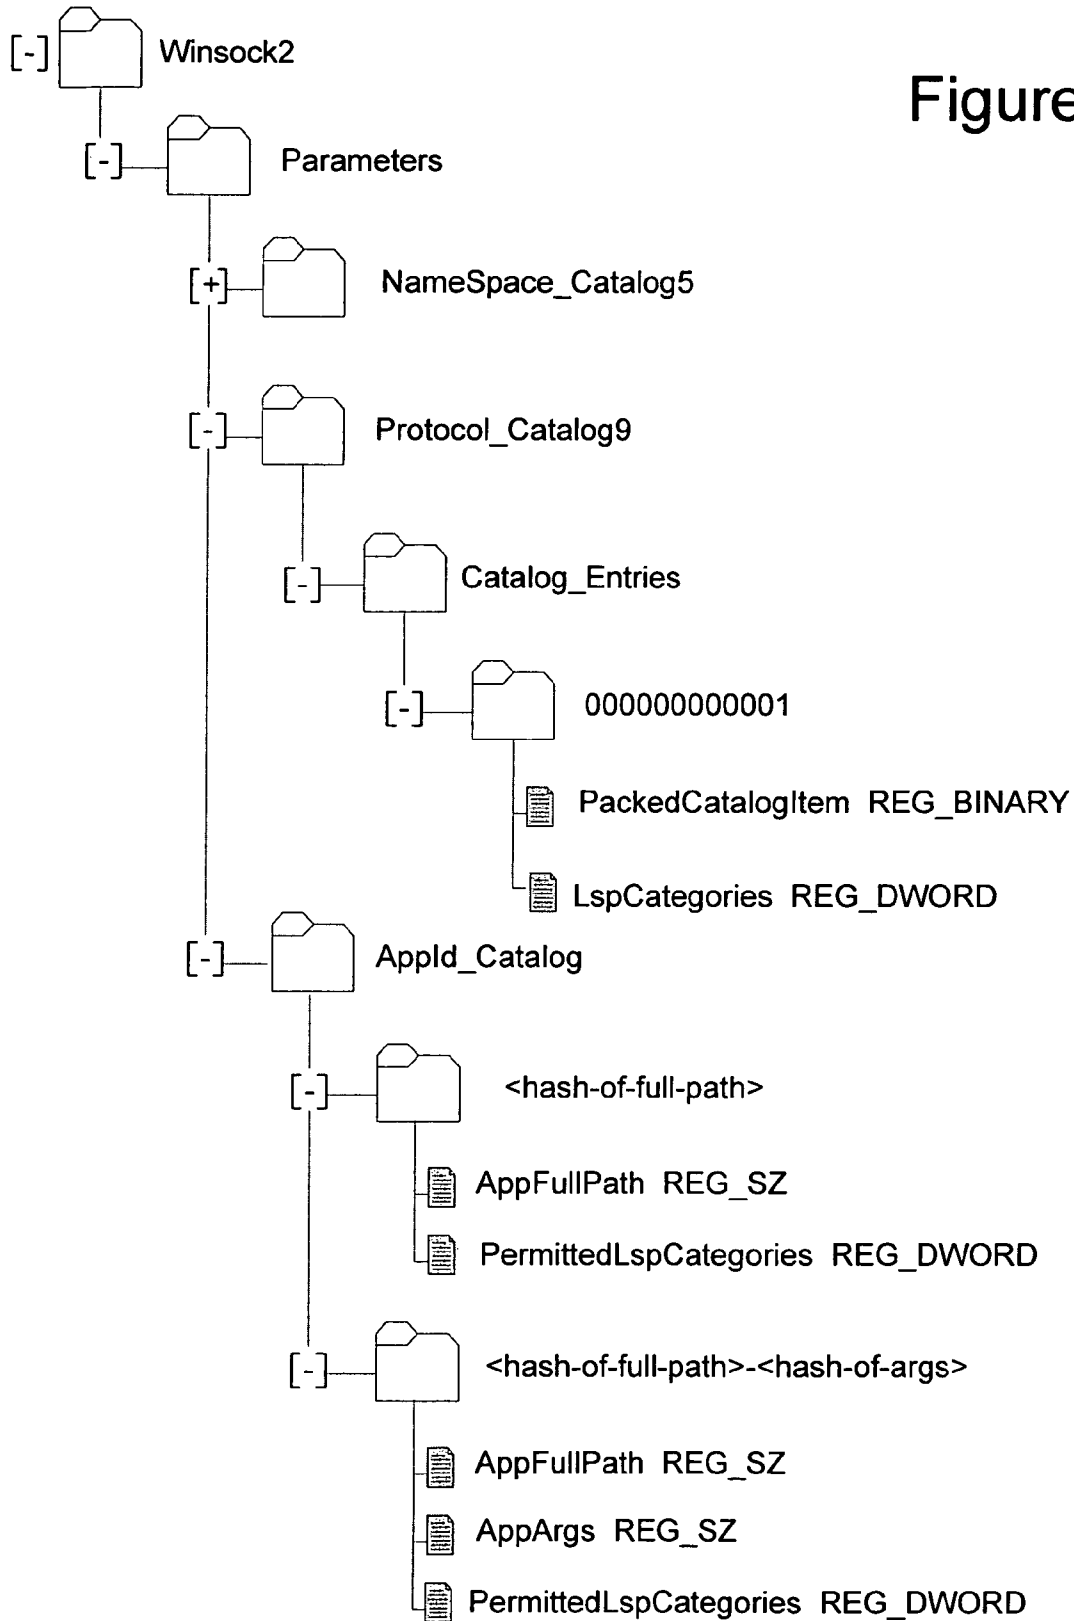 [-] Winsock2
Figure
[-] Parameters
[+] NameSpace_Catalog5
[-] Protocol_Catalog9
[-] Catalog_Entries
[-] 000000000001
PackedCatalogItem REG_BINARY
LspCategories REG_DWORD
[-] AppId_Catalog
[-] <hash-of-full-path>
AppFullPath REG_SZ
PermittedLspCategories REG_DWORD
[-] <hash-of-full-path>-<hash-of-args>
AppFullPath REG_SZ
AppArgs REG_SZ
PermittedLspCategories REG_DWORD